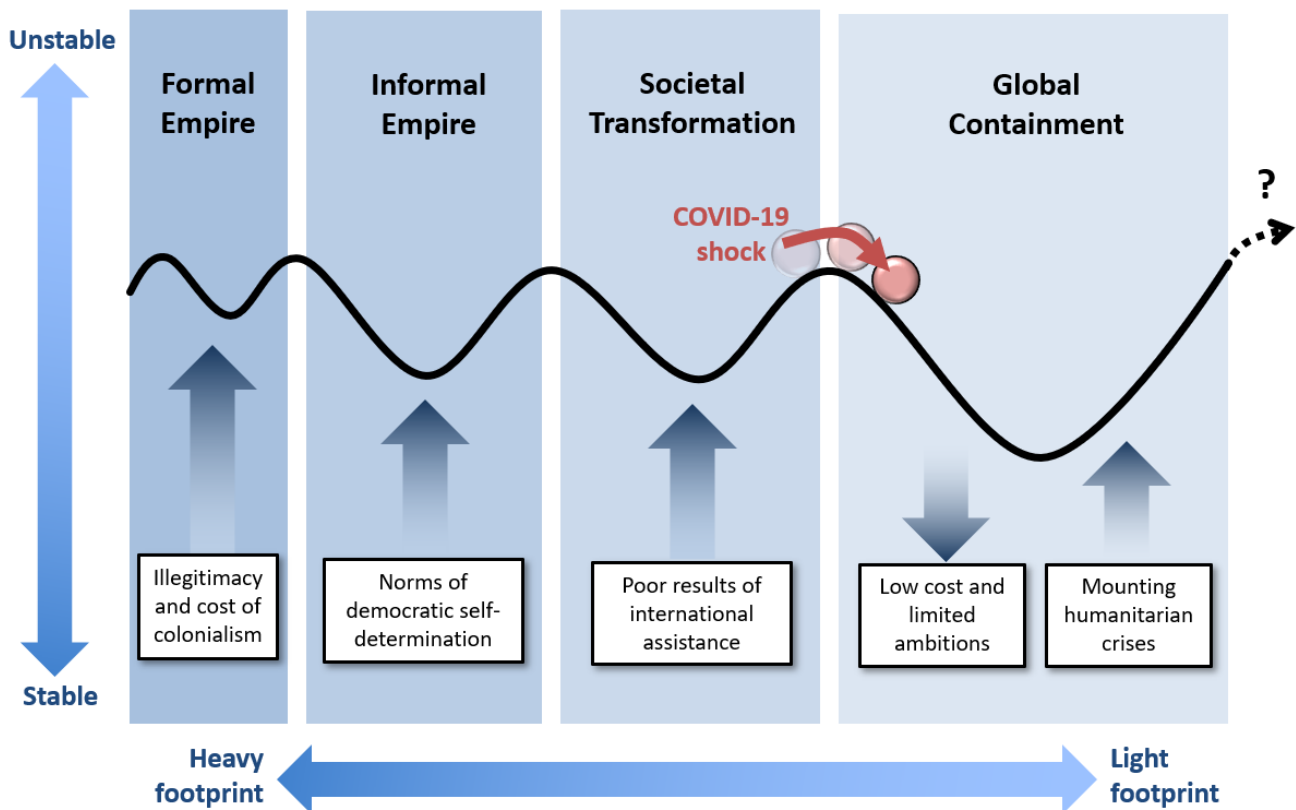 Unstable
Formal
Empire
Informal
Empire
Societal
Transformation
Global
Containment
?
COVID-19
shock
Illegitimacy
and cost of
colonialism
Norms of
democratic self-
determination
Poor results of
international
assistance
Low cost and
limited
ambitions
Mounting
humanitarian
crises
Stable
Heavy
footprint
Light
footprint